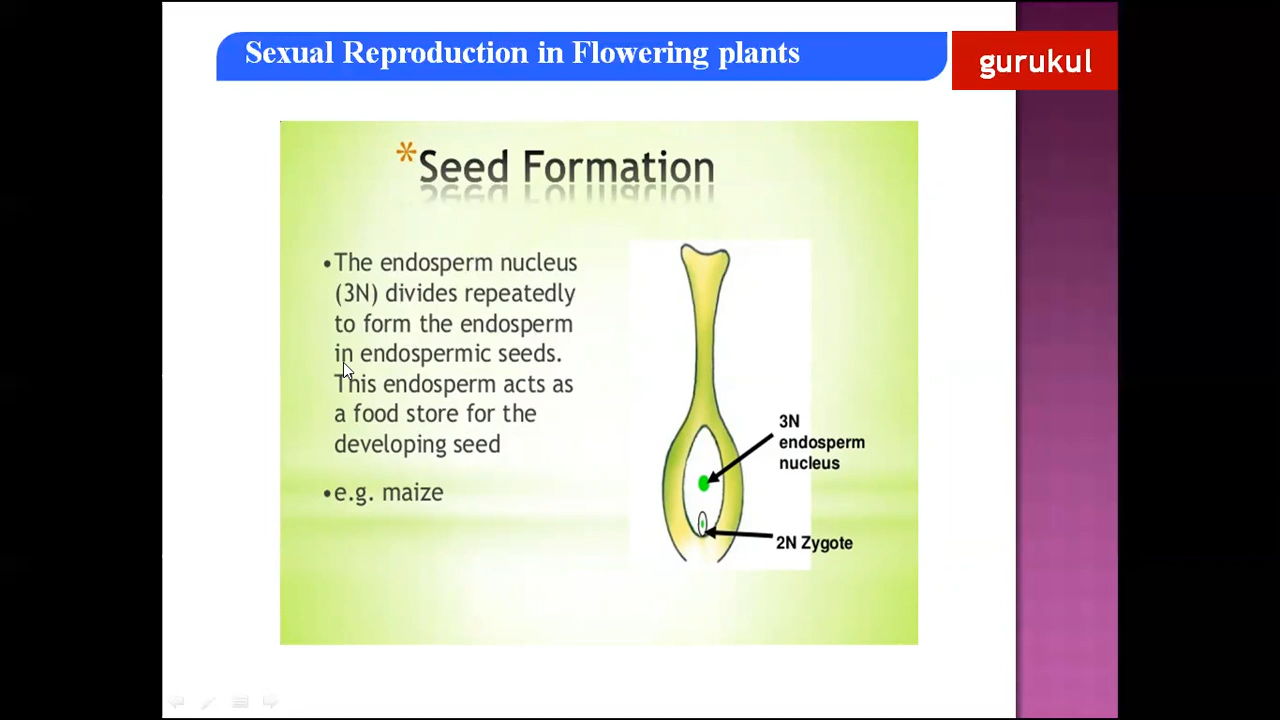 Sexual Reproduction in Flowering plants
gurukul
*Seed Formation
•The endosperm nucleus
(3N) divides repeatedly
to form the endosperm
in endospermic seeds.
This endosperm acts as
a food store for the
developing seed
•e.g. maize
3N
endosperm
nucleus
2N Zygote